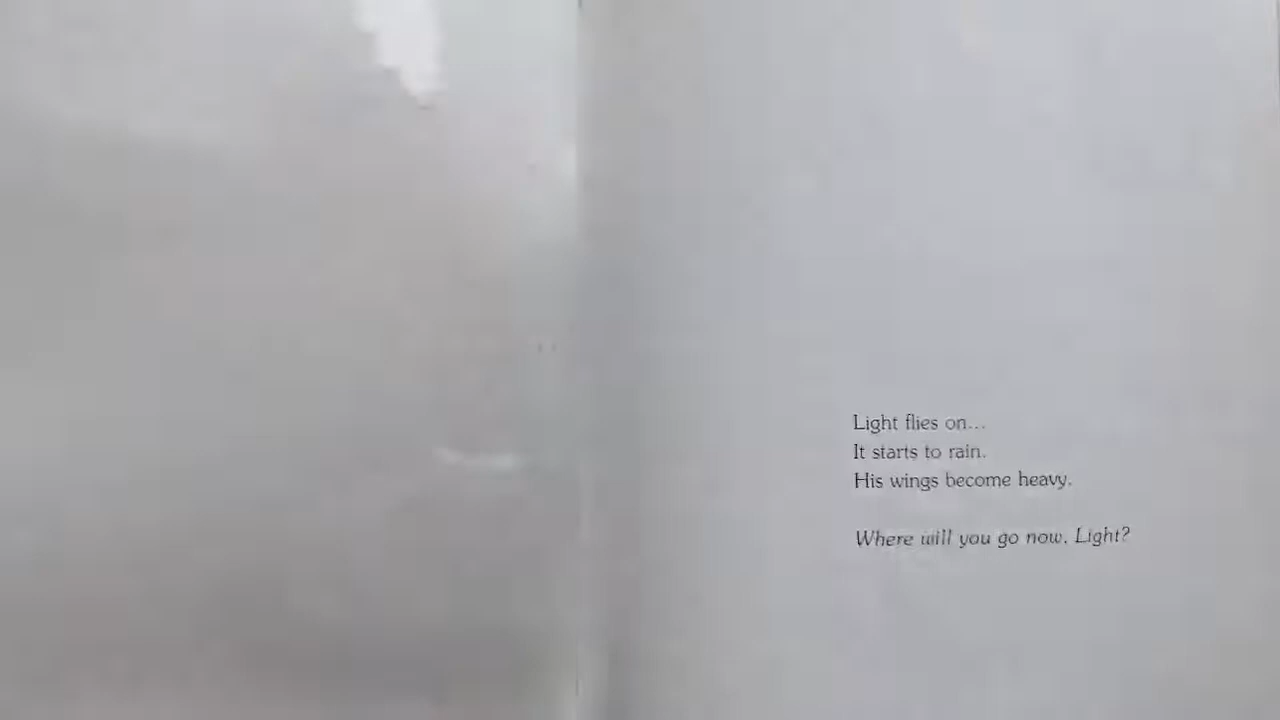 Light flies on...
It starts to rain.
His wings become heavy.
Where will you go now, Light?